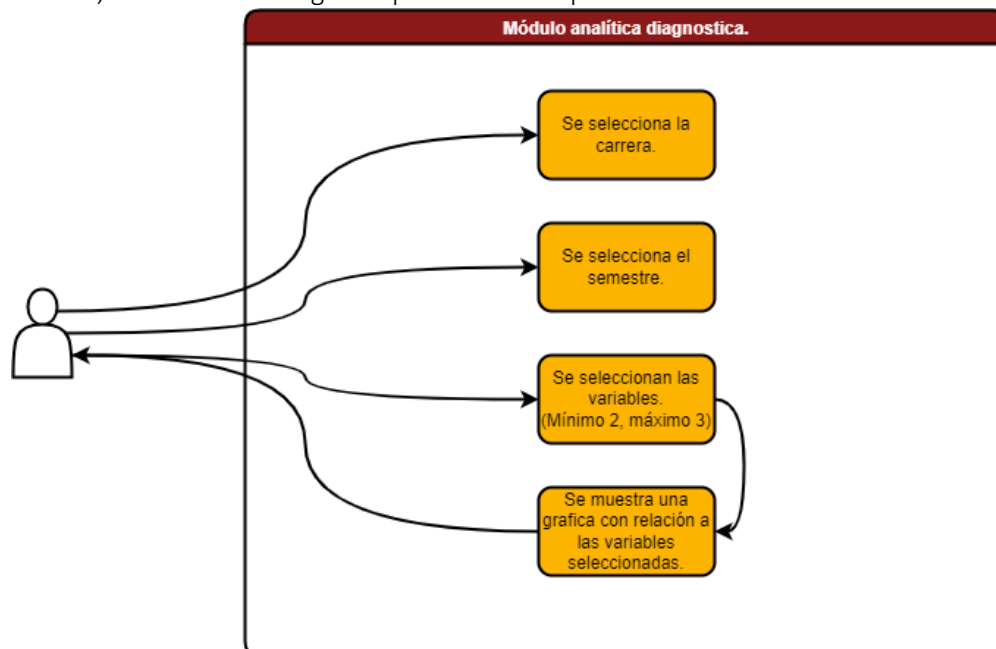 Módulo analítica diagnostica.
Se selecciona la
carrera.
Se selecciona el
semestre.
Se seleccionan las
variables.
(Mínimo 2, máximo 3)
Se muestra una
grafica con relación a
las variables
seleccionadas.